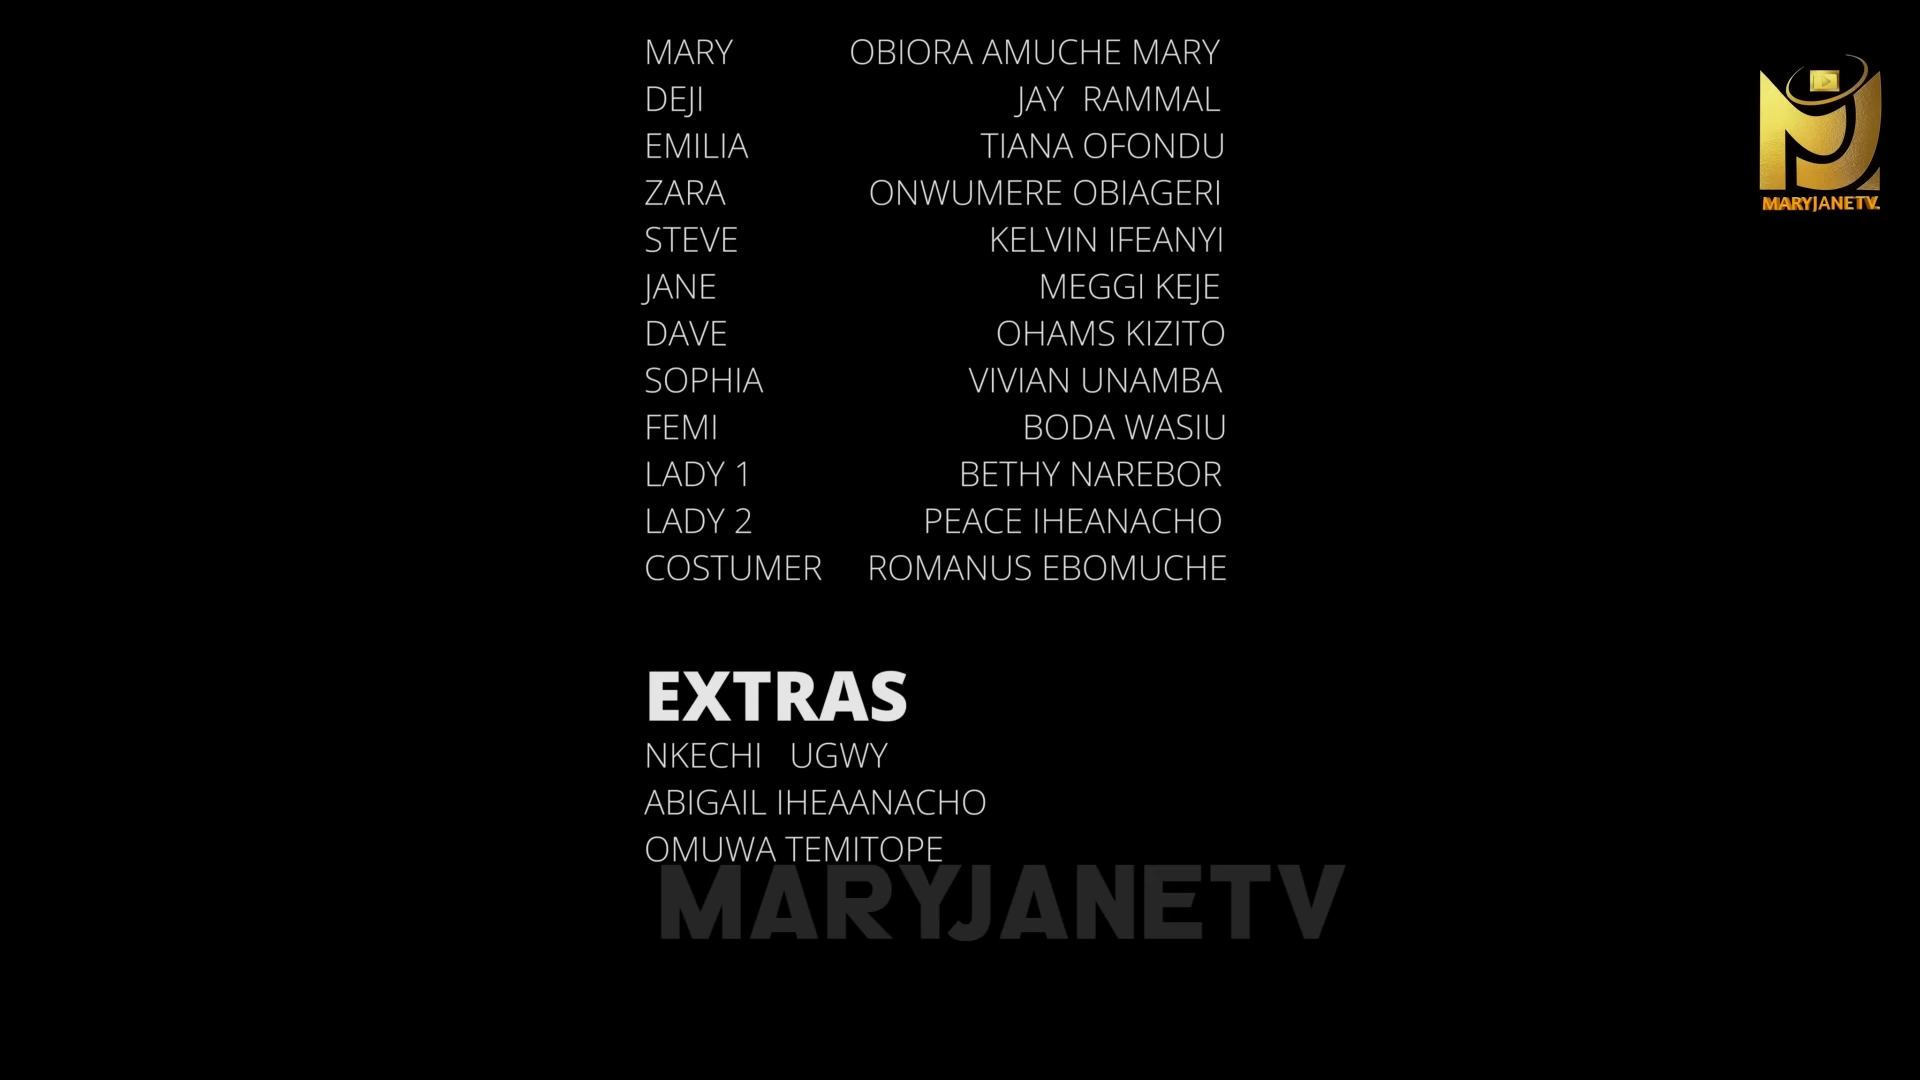 MARY OBIORA AMUCHE MARY
DEJI JAY RAMMAL
EMILIA TIANA OFONDU
ZARA ONWUMERE OBIAGERI
STEVE KELVIN IFEANYI
JANE MEGGI KEJE
DAVE OHAMS KIZITO
SOPHIA VIVIAN UNAMBA
FEMI BODA WASIU
LADY 1 BETHY NAREBOR
LADY 2 PEACE IHEANACHO
COSTUMER ROMANUS EBOMUCHE
EXTRAS
NKECHI UGWY
ABIGAIL IHEAANACHO
OMUWA TEMITOPE
MARYJANETV
MARYJANETV.